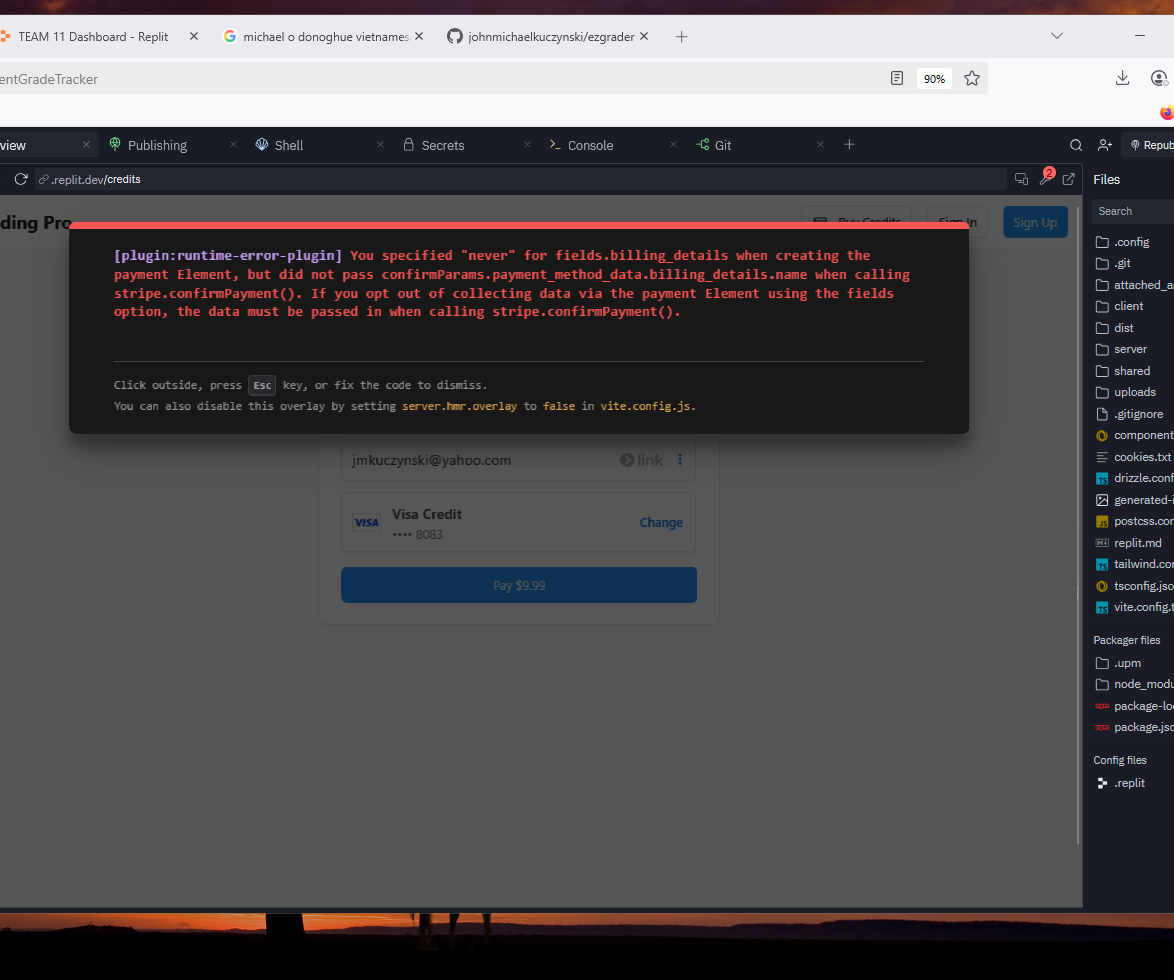 TEAM 11 Dashboard - Replit
michael o donoghue vietnames
johnmichaelkuczynski/ezgrader
entGradeTracker
90%
view
Publishing
Shell
Secrets
Console
Git
Repub
.replit.dev/credits
2
Files
ding Pro
Buy Credits
Sign In
Sign Up
Search
[plugin:runtime-error-plugin] You specified "never" for fields.billing_details when creating the
payment Element, but did not pass confirmParams.payment_method_data.billing_details.name when calling
stripe.confirmPayment(). If you opt out of collecting data via the payment Element using the fields
option, the data must be passed in when calling stripe.confirmPayment().
Click outside, press Esc key, or fix the code to dismiss.
You can also disable this overlay by setting server.hmr.overlay to false in vite.config.js.
jmkuczynski@yahoo.com
link
VISA
Visa Credit
•••• 8083
Change
Pay $9.99
.config
.git
attached_as
client
dist
server
shared
uploads
.gitignore
component
cookies.txt
drizzle.conf
generated-i
postcss.con
replit.md
tailwind.con
tsconfig.jso
vite.config.t
Packager files
.upm
node_modu
package-loc
package.jso
Config files
.replit